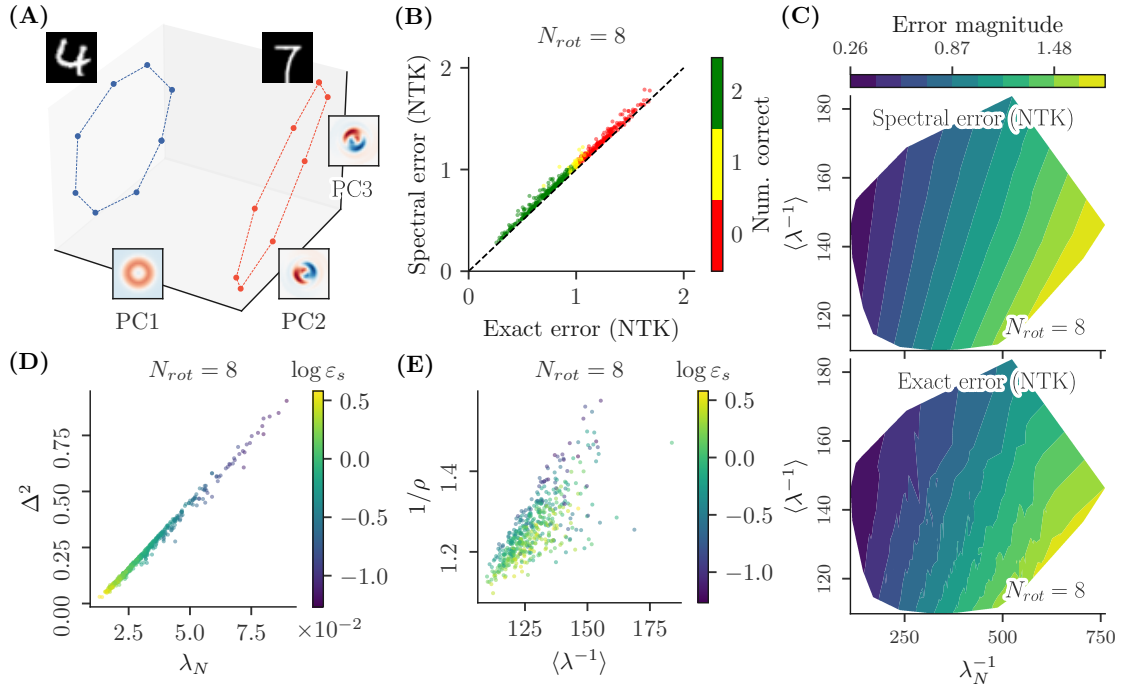 (A)
4
7
PC1
PC2
PC3
(B)
N_rot = 8
Spectral error (NTK)
2
1
0
0
1
2
Exact error (NTK)
2
1
0
Num. correct
(C)
Error magnitude
0.26
0.87
1.48
Spectral error (NTK)
⟨λ⁻¹⟩
180
160
140
120
N_rot = 8
Exact error (NTK)
⟨λ⁻¹⟩
180
160
140
120
N_rot = 8
250
500
750
λ_N⁻¹
(D)
N_rot = 8
log ε_s
Δ²
0.75
0.50
0.25
0.00
2.5
5.0
7.5
×10⁻²
λ_N
0.5
0.0
−0.5
−1.0
(E)
N_rot = 8
log ε_s
1/ρ
1.4
1.2
125
150
175
⟨λ⁻¹⟩
0.5
0.0
−0.5
−1.0